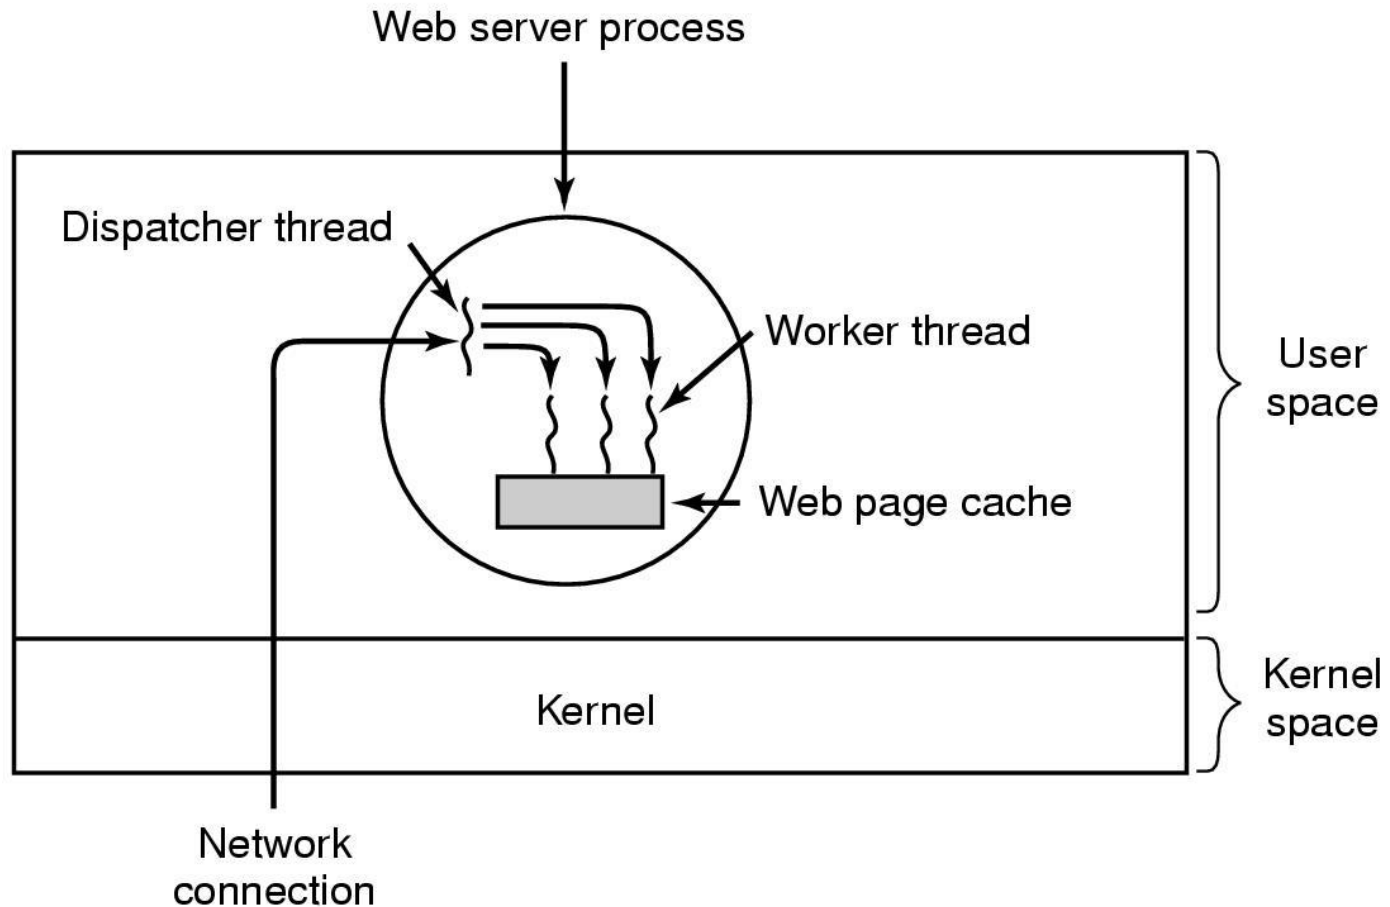 Web server process
Dispatcher thread
Worker thread
User
space
Web page cache
Kernel
Kernel
space
Network
connection